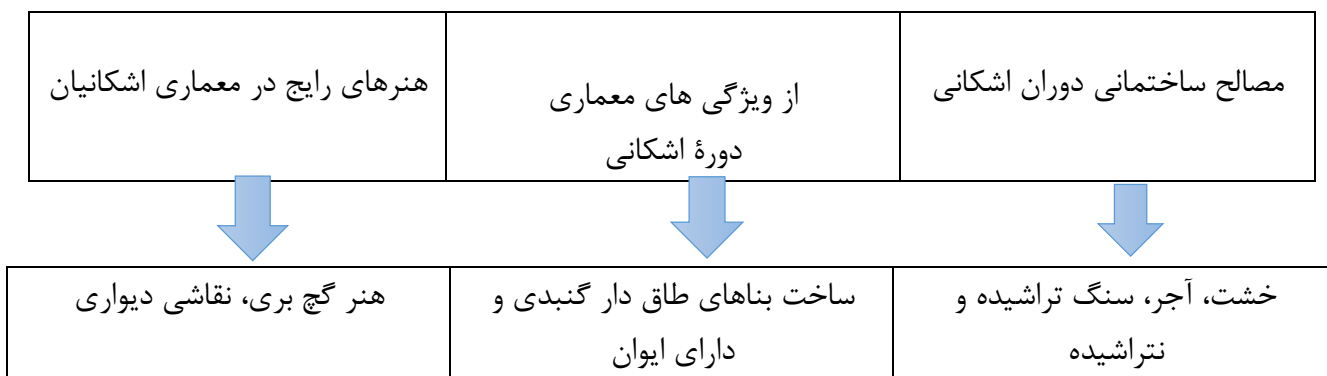 مصالح ساختمانی دوران اشکانی
از ویژگی های معماری
دورۀ اشکانی
هنرهای رایج در معماری اشکانیان
خشت، آجر، سنگ تراشیده و
نتراشیده
ساخت بناهای طاق دار گنبدی و
دارای ایوان
هنر گچ بری، نقاشی دیواری